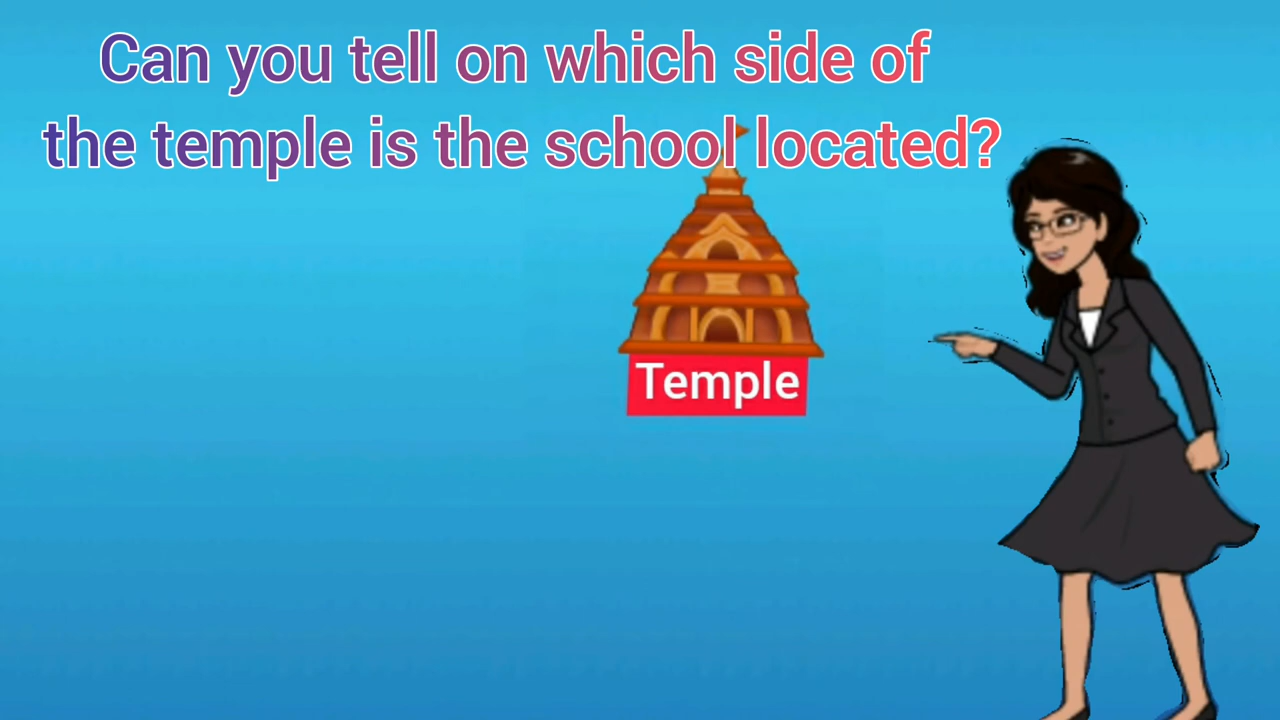 Can you tell on which side of
the temple is the school located?
Temple